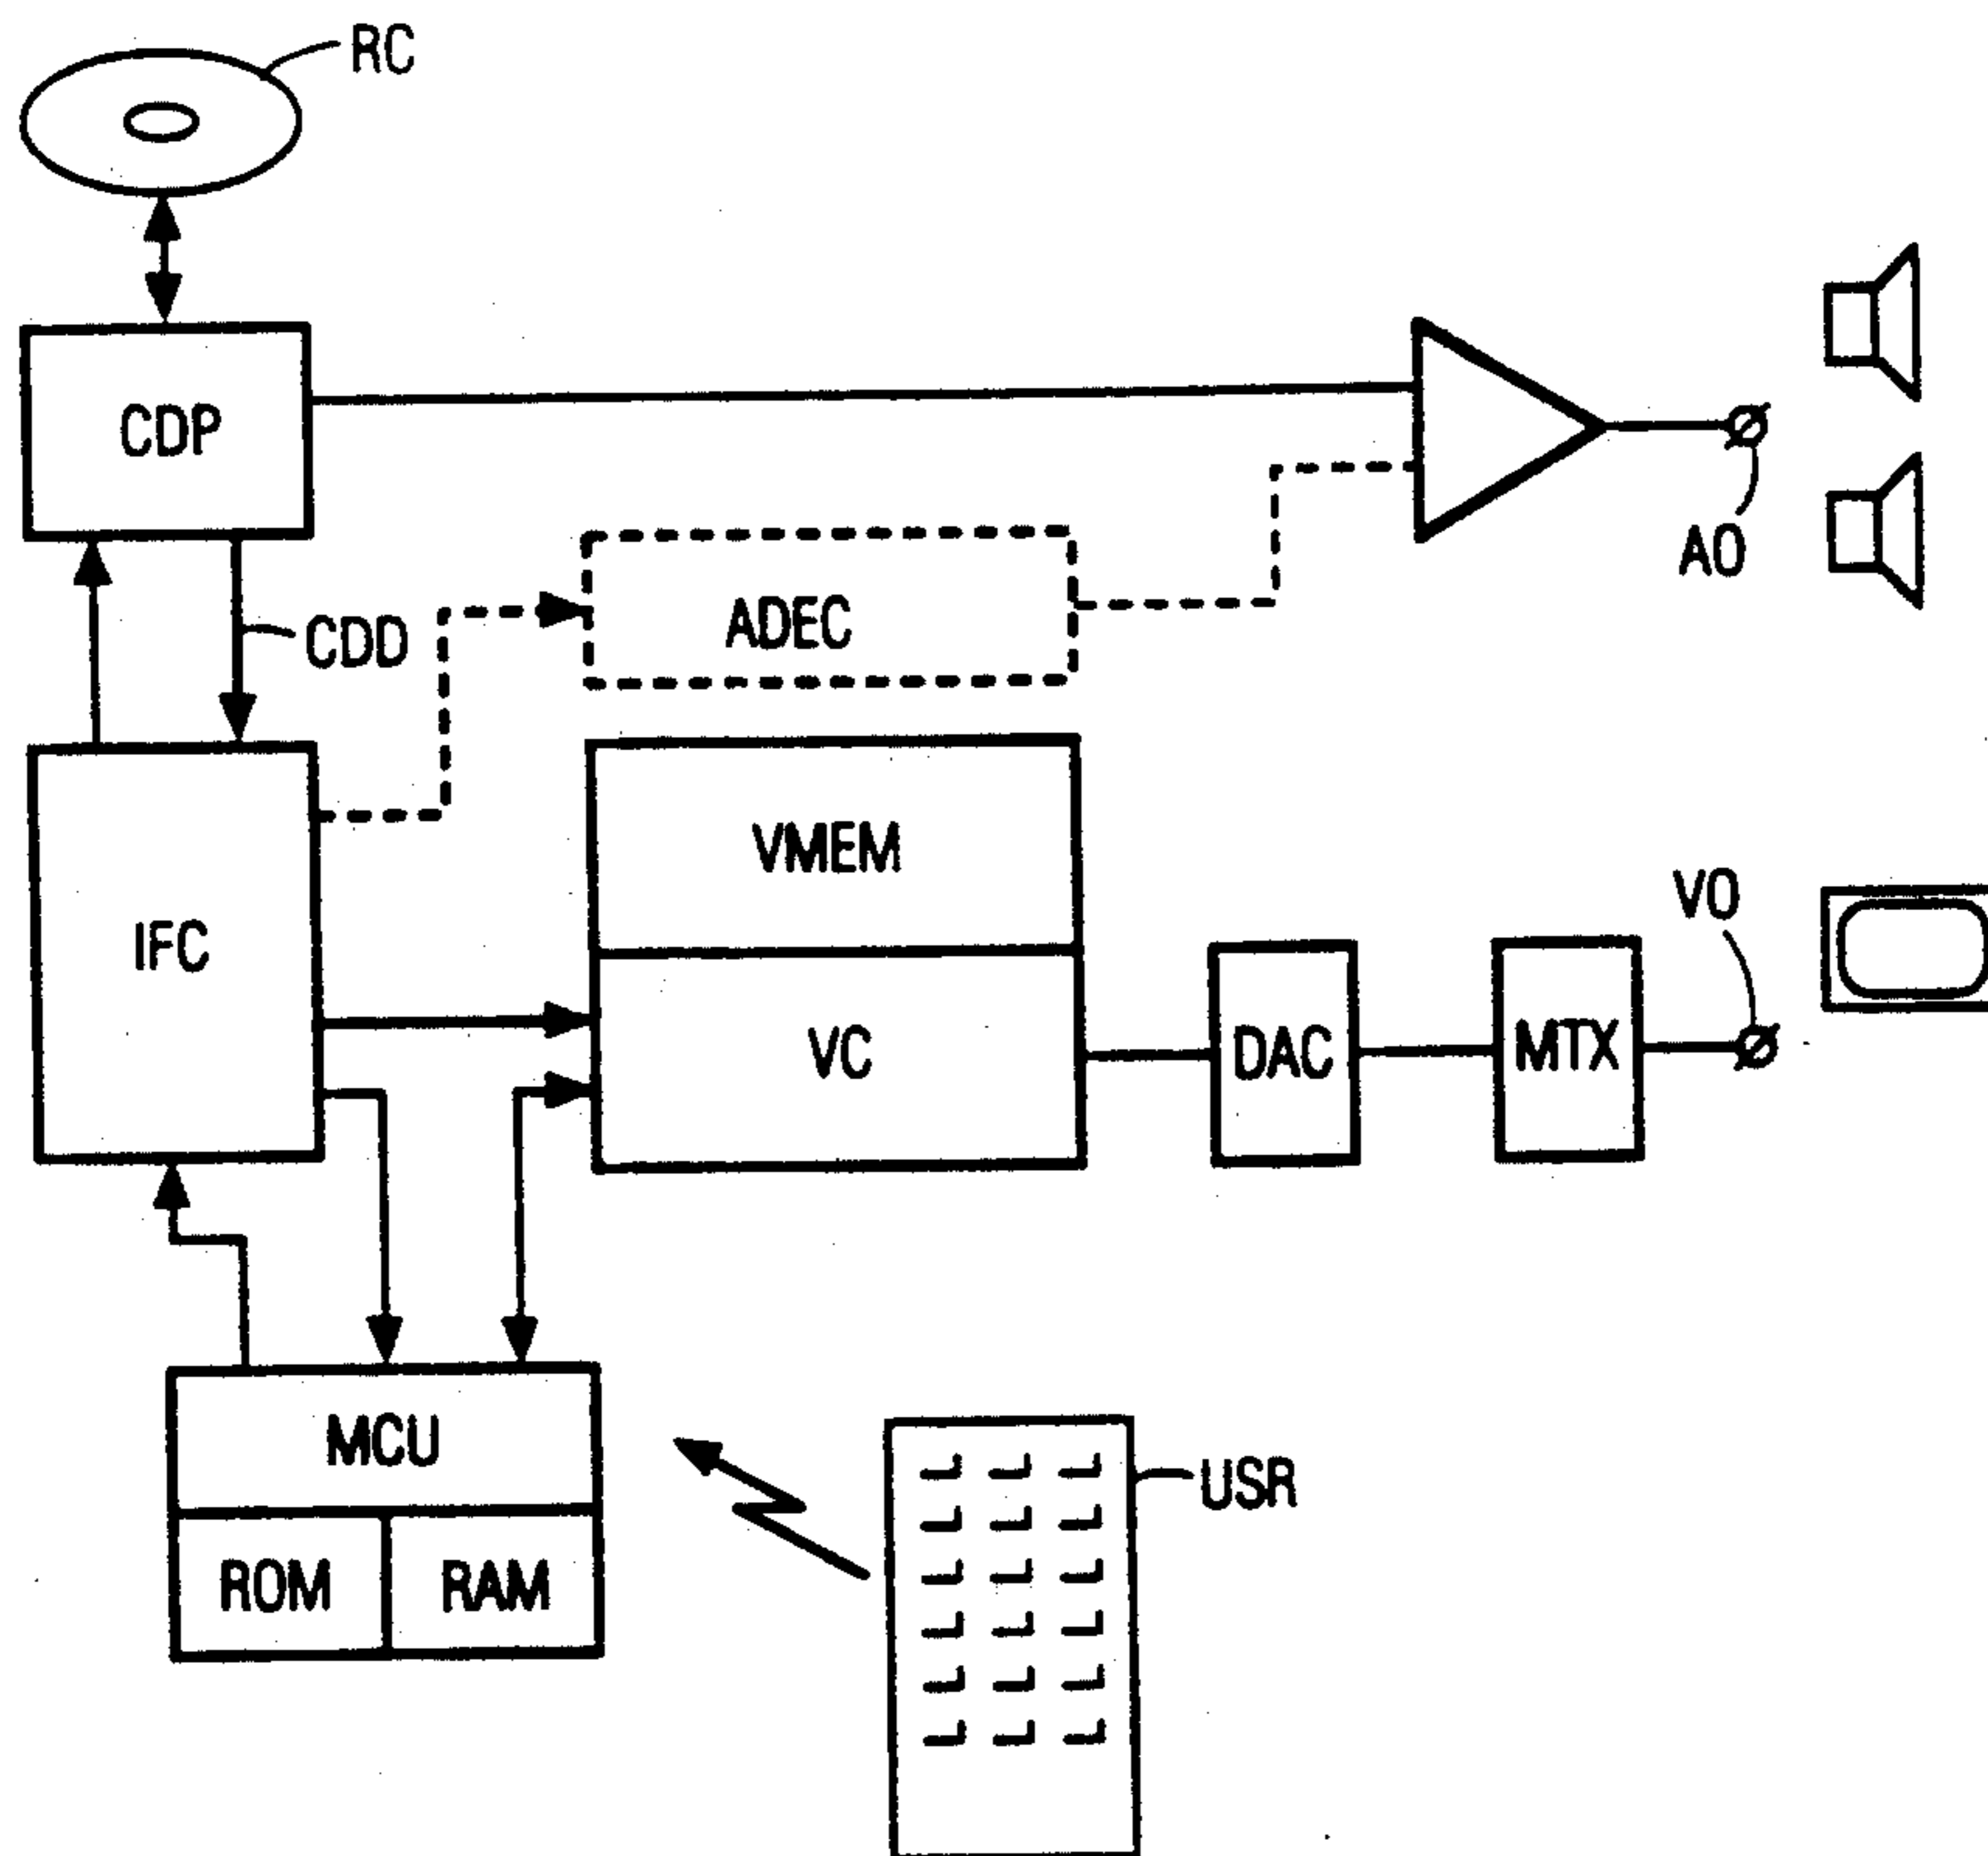 RC
CDP
AO
CDD
ADEC
VMEM
IFC
VO
VC
DAC
MTX
MCU
USR
ROM
RAM